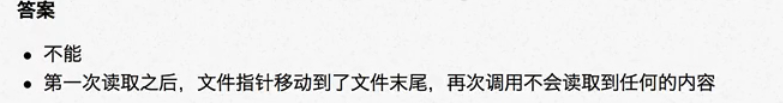 答案
• 不能
• 第一次读取之后，文件指针移动到了文件末尾，再次调用不会读取到任何的内容